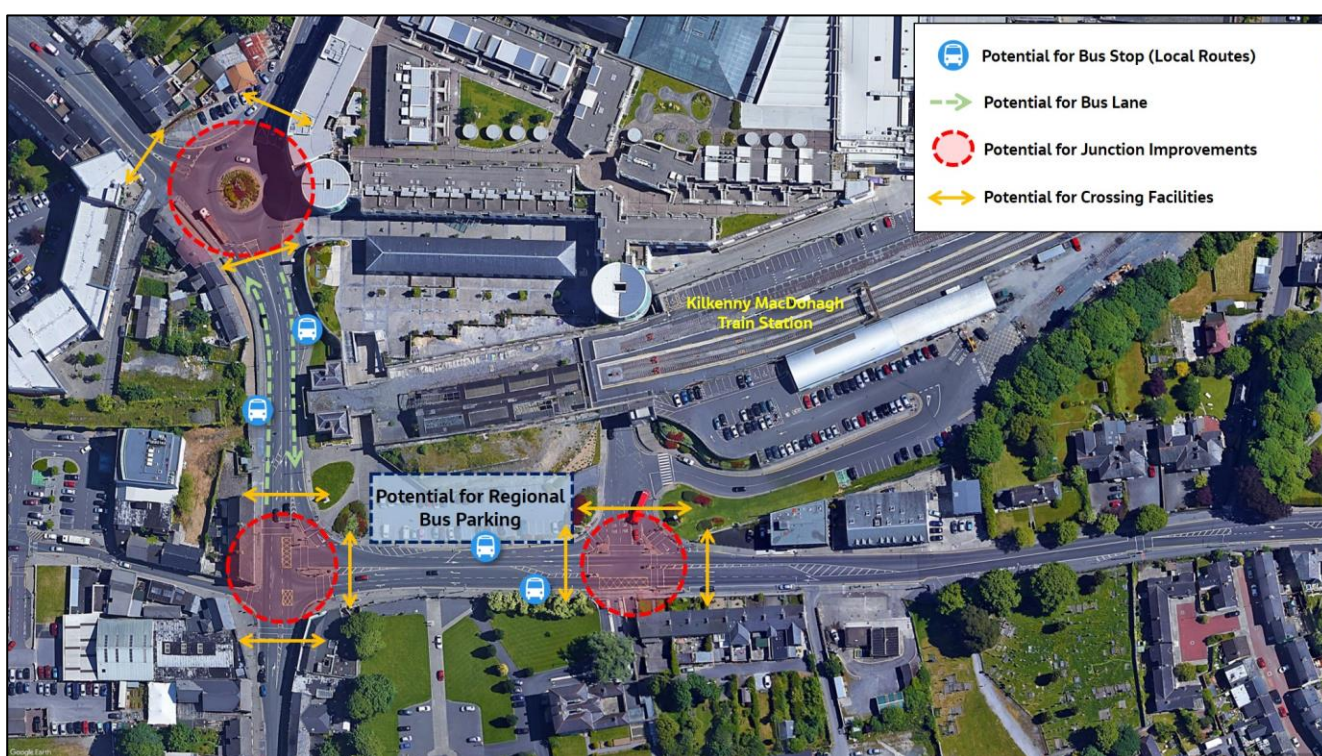 Potential for Bus Stop (Local Routes)
Potential for Bus Lane
Potential for Junction Improvements
Potential for Crossing Facilities
Kilkenny MacDonagh
Train Station
Potential for Regional
Bus Parking
Google Earth